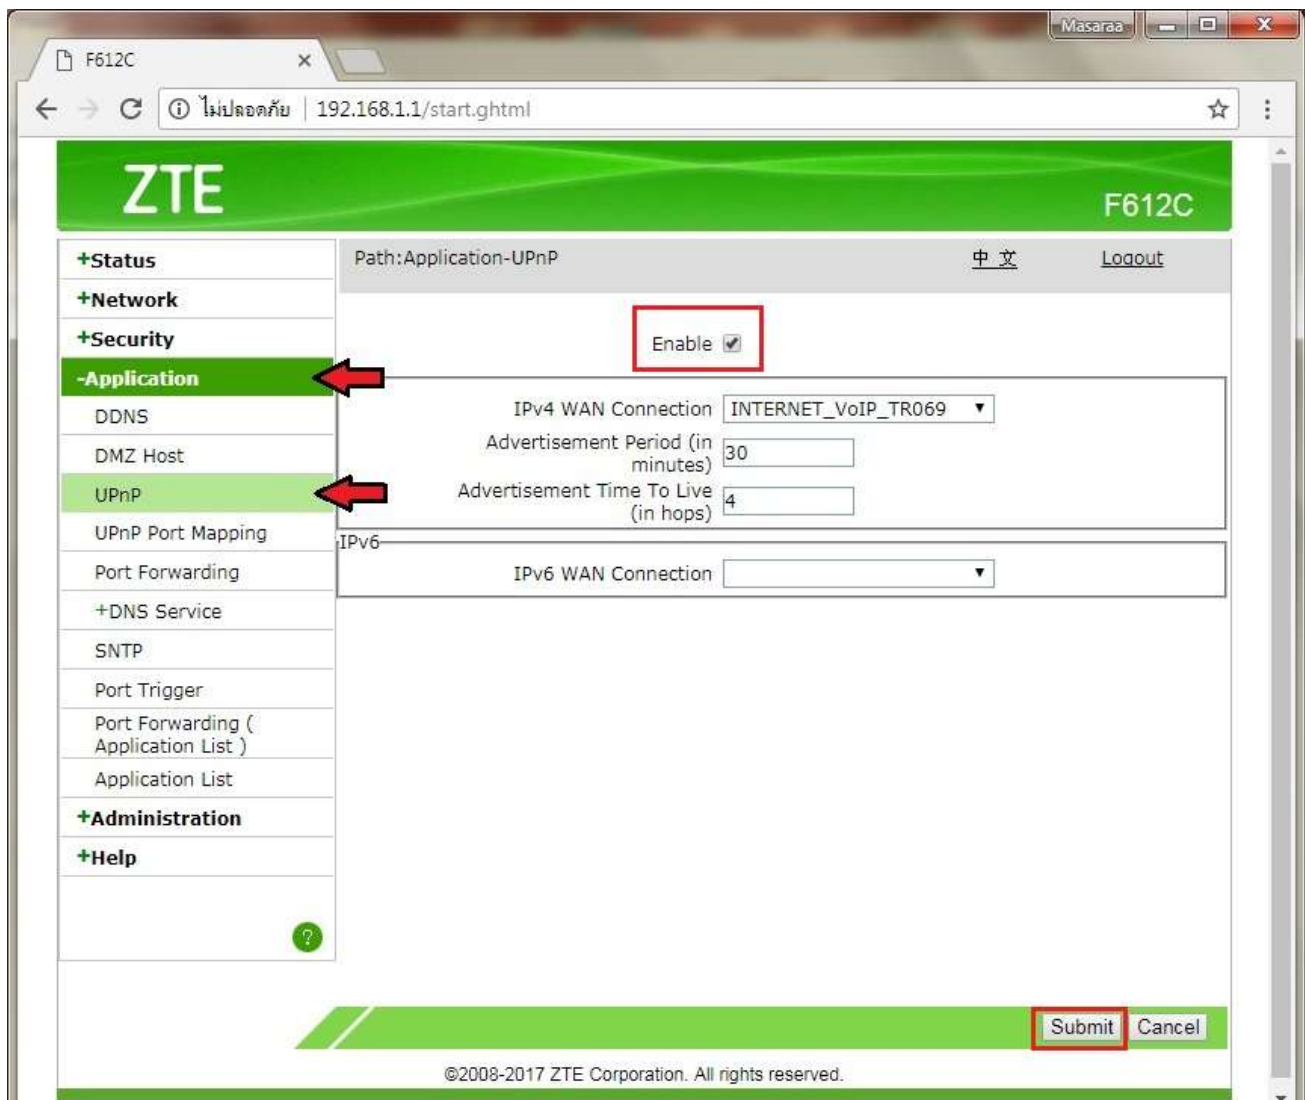 Masaraa
F612C
ไม่ปลอดภัย 192.168.1.1/start.ghtml
ZTE
F612C
+Status
Path:Application-UPnP 中文 Logout
+Network
+Security
Enable
-Application
DDNS
IPv4 WAN Connection INTERNET_VoIP_TR069
DMZ Host
Advertisement Period (in
minutes) 30
UPnP
Advertisement Time To Live
(in hops) 4
UPnP Port Mapping
IPv6
Port Forwarding
IPv6 WAN Connection
+DNS Service
SNTP
Port Trigger
Port Forwarding (
Application List )
Application List
+Administration
+Help
?
Submit Cancel
©2008-2017 ZTE Corporation. All rights reserved.